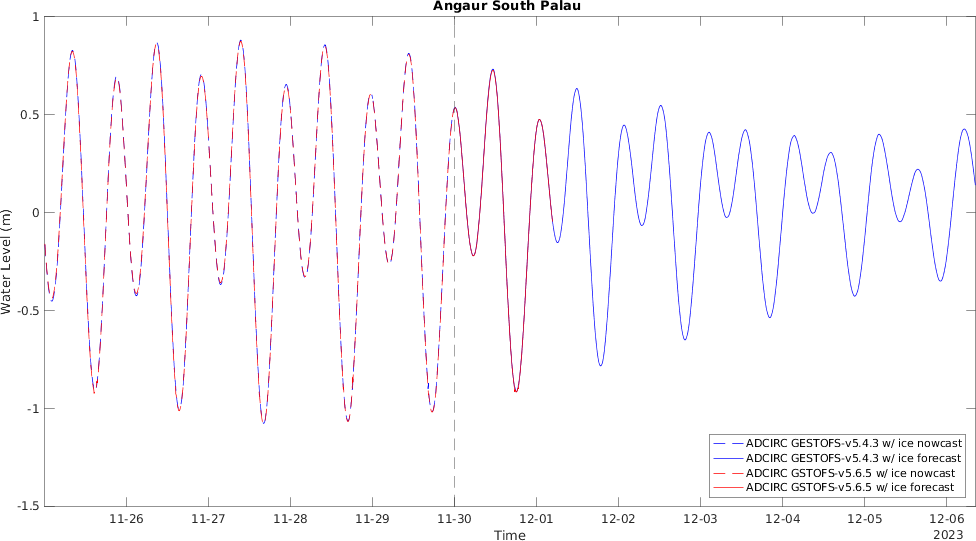 Angaur South Palau
1
0.5
0
-0.5
-1
-1.5
Water Level (m)
11-26 11-27 11-28 11-29 11-30 12-01 12-02 12-03 12-04 12-05 12-06
2023
Time
ADCIRC GESTOFS-v5.4.3 w/ ice nowcast
ADCIRC GESTOFS-v5.4.3 w/ ice forecast
ADCIRC GSTOFS-v5.6.5 w/ ice nowcast
ADCIRC GSTOFS-v5.6.5 w/ ice forecast